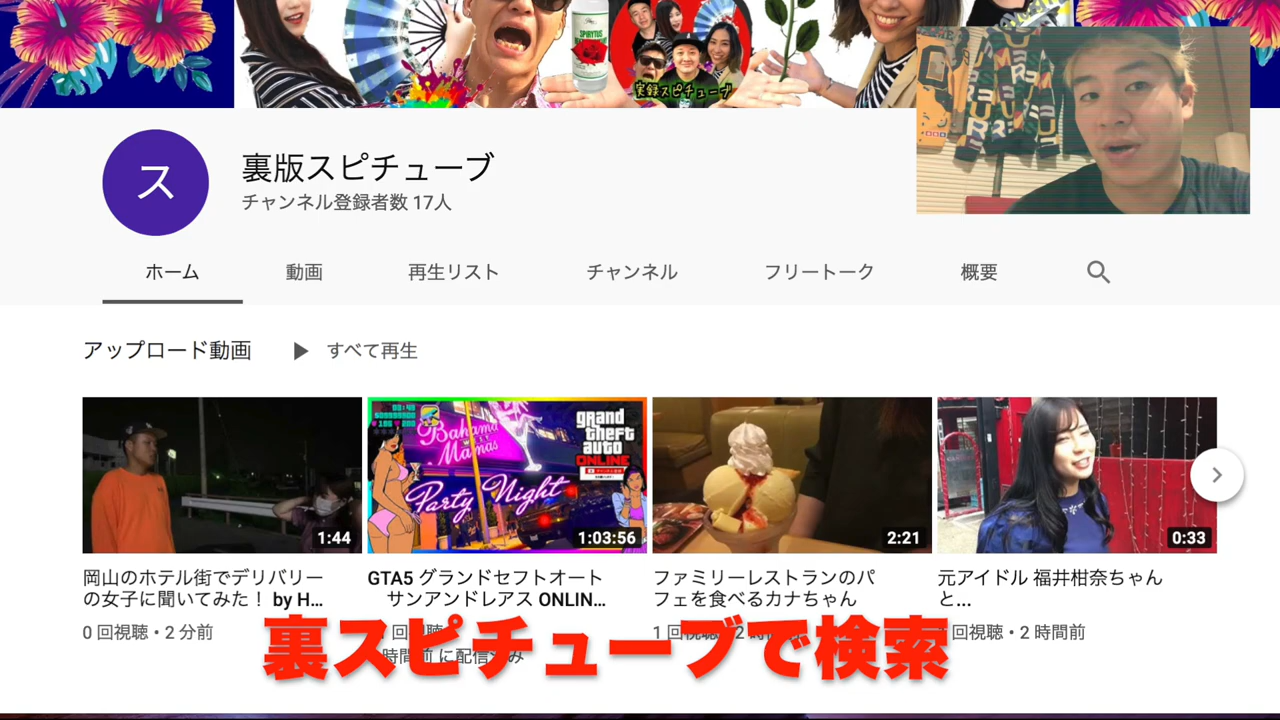 SPIRYTUS
実録スピチューブ
ス
裏版スピチューブ
チャンネル登録者数 17人
ホーム
動画
再生リスト
チャンネル
フリートーク
概要
アップロード動画
すべて再生
Bahama
Mamas
Party Night
grand
theft
auto
ONLINE
1:44
1:03:56
2:21
0:33
岡山のホテル街でデリバリー
の女子に聞いてみた！ by H...
GTA5 グランドセフトオート
サンアンドレアス ONLIN...
ファミリーレストランのパ
フェを食べるカナちゃん
元アイドル 福井柑奈ちゃん
と...
0 回視聴・2 分前
回視聴・2 時間前
裏スピチューブで検索